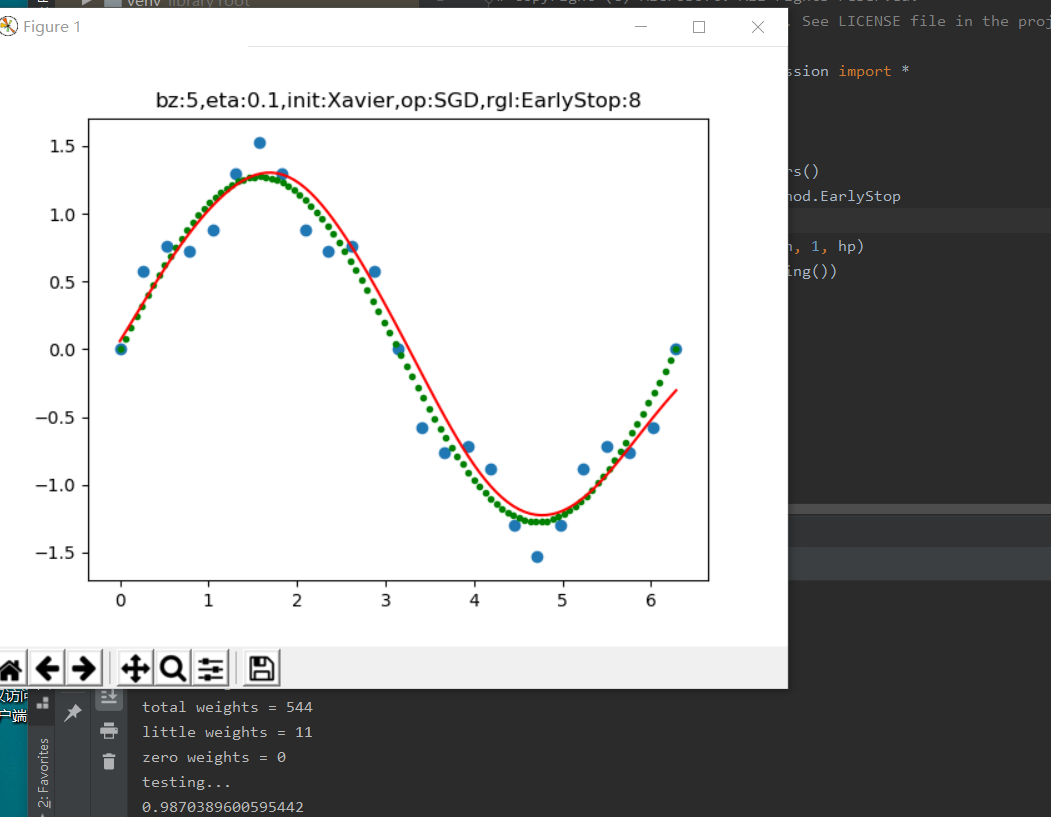 venv library root
# Copyright (c) Microsoft. All rights reserved.
Figure 1
. See LICENSE file in the proj
ssion import *
bz:5,eta:0.1,init:Xavier,op:SGD,rgl:EarlyStop:8
rs()
hod.EarlyStop
n, 1, hp)
ing())
1.5
1.0
0.5
0.0
−0.5
−1.0
−1.5
0 1 2 3 4 5 6
访问
户端
total weights = 544
little weights = 11
zero weights = 0
testing...
0.9870389600595442
2: Favorites